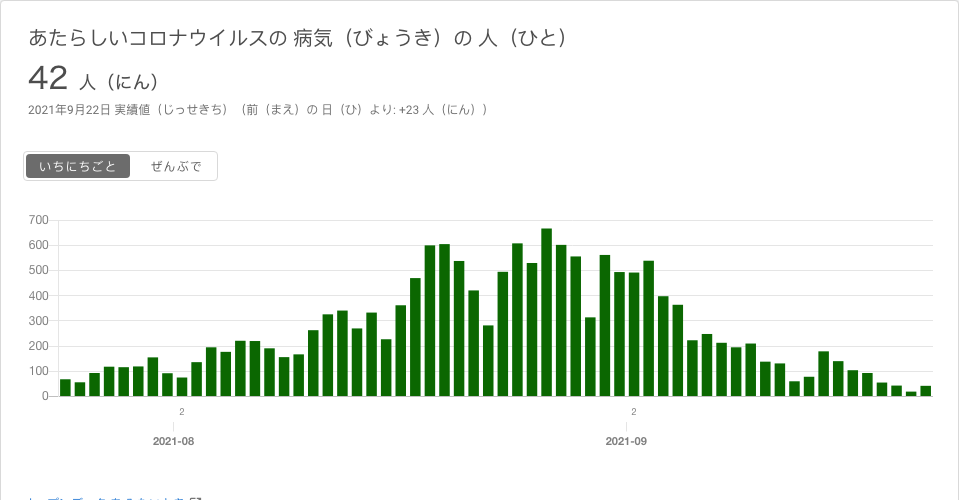 あたらしいコロナウイルスの 病気（びょうき）の 人（ひと）
42 人（にん）
2021年9月22日 実績値（じっせきち）（前（まえ）の 日（ひ）より: +23 人（にん））
いちにちごと ぜんぶで
700
600
500
400
300
200
100
0
2 2
2021-08 2021-09